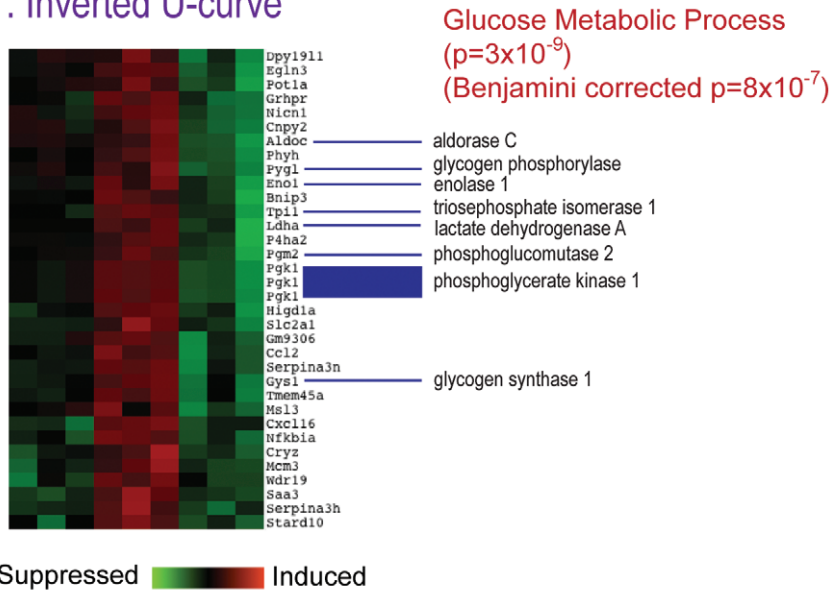 . Inverted U-curve
Glucose Metabolic Process
(p=3x10-9)
(Benjamini corrected p=8x10-7)
Dpy19l1
Egln3
Pot1a
Grhpr
Nicn1
Cnpy2
Aldoc
Phyh
Pygl
Eno1
Bnip3
Tpi1
Ldha
P4ha2
Pgm2
Pgk1
Pgk1
Pgk1
Higd1a
Slc2a1
Gm9306
Ccl2
Serpina3n
Gys1
Tmem45a
Msl3
Cxcl16
Nfkbia
Cryz
Mcm3
Wdr19
Saa3
Serpina3h
Stard10
aldorase C
glycogen phosphorylase
enolase 1
triosephosphate isomerase 1
lactate dehydrogenase A
phosphoglucomutase 2
phosphoglycerate kinase 1
glycogen synthase 1
Suppressed
Induced